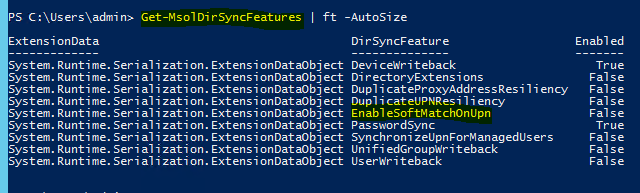 PS C:\Users\admin> Get-MsolDirSyncFeatures | ft -AutoSize
ExtensionData DirSyncFeature Enabled
------------- -------------- -------
System.Runtime.Serialization.ExtensionDataObject DeviceWriteback True
System.Runtime.Serialization.ExtensionDataObject DirectoryExtensions False
System.Runtime.Serialization.ExtensionDataObject DuplicateProxyAddressResiliency False
System.Runtime.Serialization.ExtensionDataObject DuplicateUPNResiliency False
System.Runtime.Serialization.ExtensionDataObject EnableSoftMatchOnUpn False
System.Runtime.Serialization.ExtensionDataObject PasswordSync True
System.Runtime.Serialization.ExtensionDataObject SynchronizeUpnForManagedUsers False
System.Runtime.Serialization.ExtensionDataObject UnifiedGroupWriteback False
System.Runtime.Serialization.ExtensionDataObject UserWriteback False